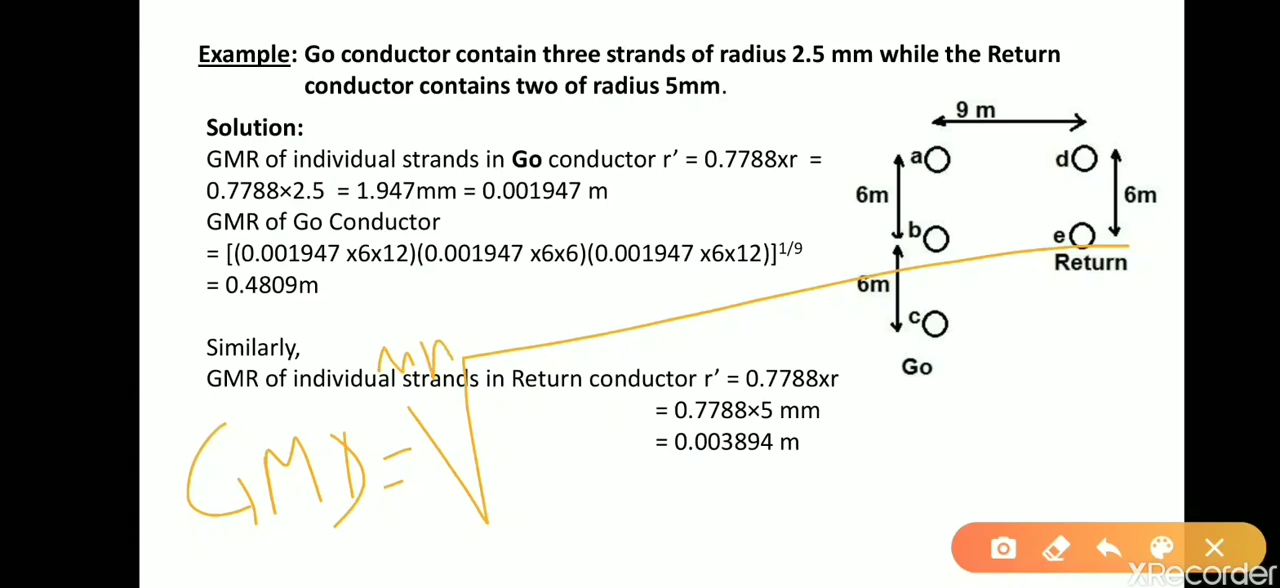 Example: Go conductor contain three strands of radius 2.5 mm while the Return
conductor contains two of radius 5mm.
Solution:
GMR of individual strands in Go conductor r’ = 0.7788xr =
0.7788×2.5 = 1.947mm = 0.001947 m
GMR of Go Conductor
= [(0.001947 x6x12)(0.001947 x6x6)(0.001947 x6x12)]^1/9
= 0.4809m
Similarly,
GMR of individual strands in Return conductor r’ = 0.7788xr
= 0.7788×5 mm
= 0.003894 m
9 m
a
d
6m
6m
b
e
Return
6m
c
Go
mn
GMD=√
XRecorder